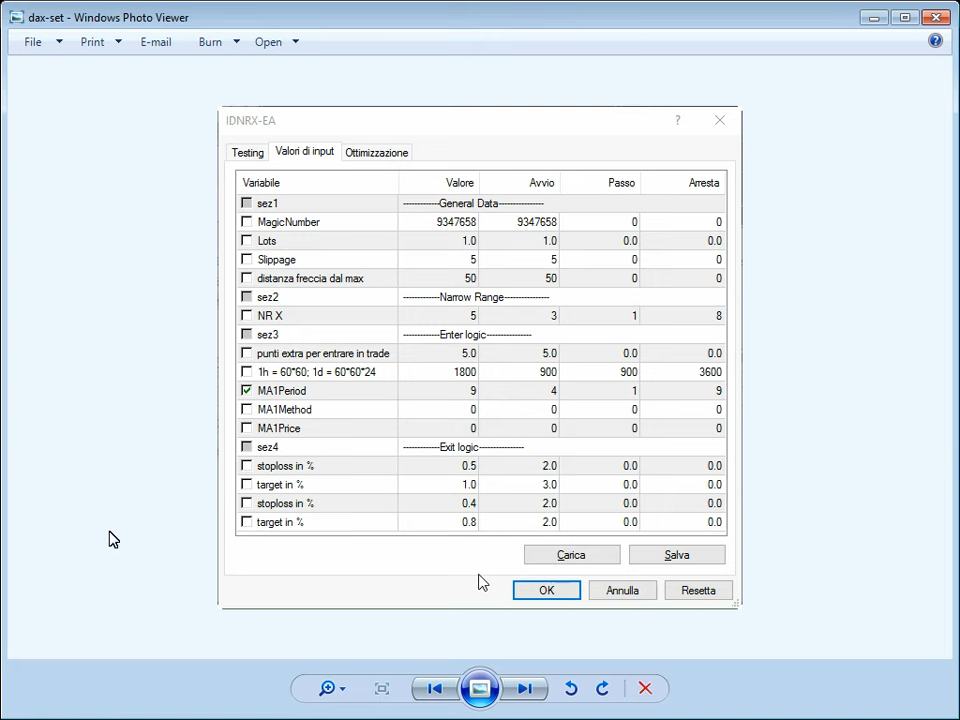 dax-set - Windows Photo Viewer
File Print E-mail Burn Open
IDNRX-EA
Testing Valori di input Ottimizzazione
Variabile Valore Avvio Passo Arresta
sez1 ------------General Data---------------
MagicNumber 9347658 9347658 0 0
Lots 1.0 1.0 0.0 0.0
Slippage 5 5 0 0
distanza freccia dal max 50 50 0 0
sez2 ------------Narrow Range---------------
NR X 5 3 1 8
sez3 ------------Enter logic---------------
punti extra per entrare in trade 5.0 5.0 0.0 0.0
1h = 60*60; 1d = 60*60*24 1800 900 900 3600
MA1Period 9 4 1 9
MA1Method 0 0 0 0
MA1Price 0 0 0 0
sez4 ------------Exit logic---------------
stoploss in % 0.5 2.0 0.0 0.0
target in % 1.0 3.0 0.0 0.0
stoploss in % 0.4 2.0 0.0 0.0
target in % 0.8 2.0 0.0 0.0
Carica Salva
OK Annulla Resetta